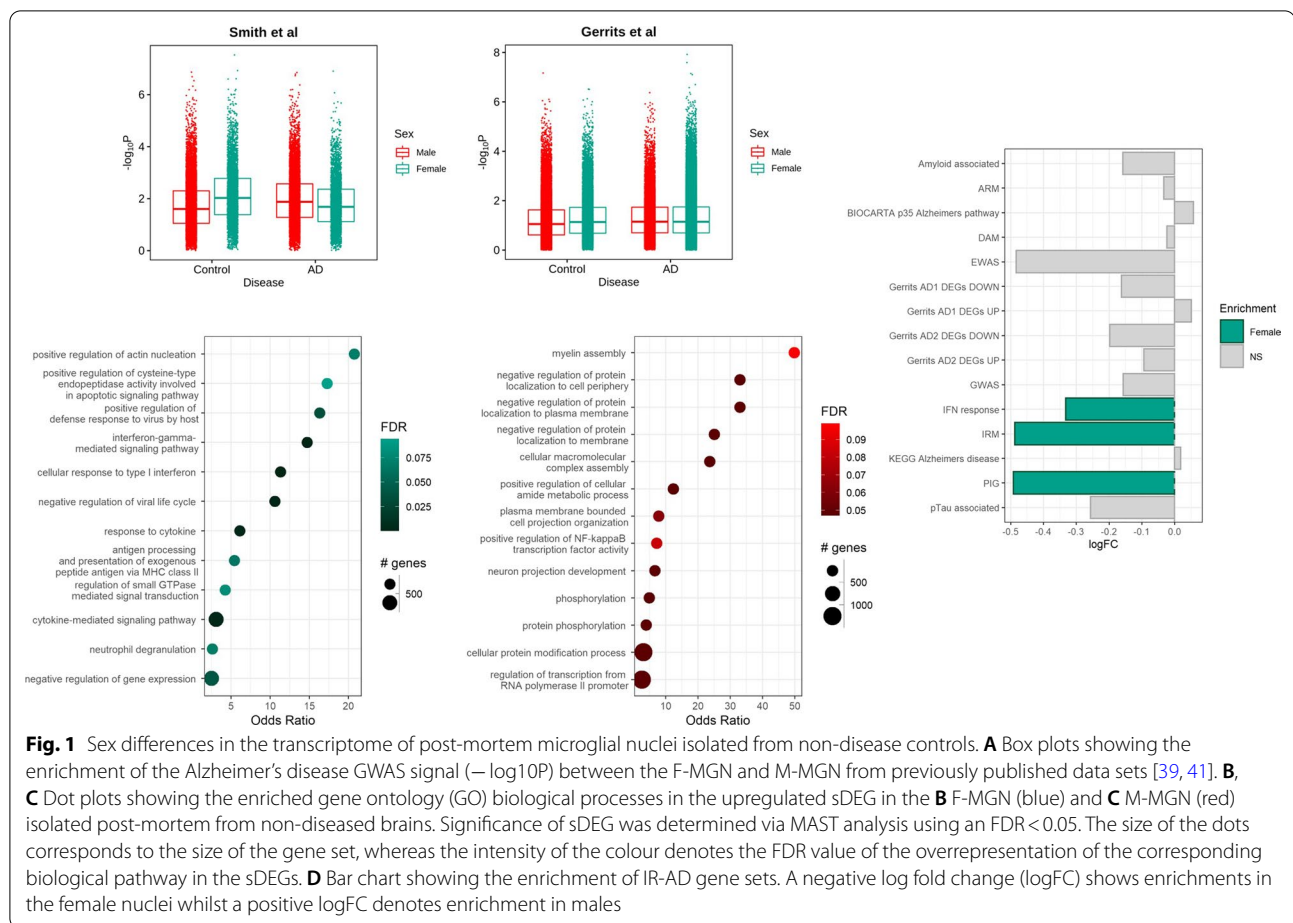 Smith et al
Gerrits et al
-log10P
6
4
2
0
Control
AD
Disease
Sex
Male
Female
-log10P
8
6
4
2
0
Control
AD
Disease
Sex
Male
Female
Amyloid associated
ARM
BIOCARTA p35 Alzheimers pathway
DAM
EWAS
Gerrits AD1 DEGs DOWN
Gerrits AD1 DEGs UP
Gerrits AD2 DEGs DOWN
Gerrits AD2 DEGs UP
GWAS
IFN response
IRM
KEGG Alzheimers disease
PIG
pTau associated
-0.5
-0.4
-0.3
-0.2
-0.1
0.0
logFC
Enrichment
Female
NS
positive regulation of actin nucleation
positive regulation of cysteine-type
endopeptidase activity involved
in apoptotic signaling pathway
positive regulation of
defense response to virus by host
interferon-gamma-
mediated signaling pathway
cellular response to type I interferon
negative regulation of viral life cycle
response to cytokine
antigen processing
and presentation of exogenous
peptide antigen via MHC class II
regulation of small GTPase
mediated signal transduction
cytokine-mediated signaling pathway
neutrophil degranulation
negative regulation of gene expression
5
10
15
20
Odds Ratio
FDR
0.075
0.050
0.025
# genes
500
myelin assembly
negative regulation of protein
localization to cell periphery
negative regulation of protein
localization to plasma membrane
negative regulation of protein
localization to membrane
cellular macromolecular
complex assembly
positive regulation of cellular
amide metabolic process
plasma membrane bounded
cell projection organization
positive regulation of NF-kappaB
transcription factor activity
neuron projection development
phosphorylation
protein phosphorylation
cellular protein modification process
regulation of transcription from
RNA polymerase II promoter
10
20
30
40
50
Odds Ratio
FDR
0.09
0.08
0.07
0.06
0.05
# genes
500
1000
Fig. 1 Sex differences in the transcriptome of post-mortem microglial nuclei isolated from non-disease controls. A Box plots showing the
enrichment of the Alzheimer's disease GWAS signal (− log10P) between the F-MGN and M-MGN from previously published data sets [39, 41]. B,
C Dot plots showing the enriched gene ontology (GO) biological processes in the upregulated sDEG in the B F-MGN (blue) and C M-MGN (red)
isolated post-mortem from non-diseased brains. Significance of sDEG was determined via MAST analysis using an FDR < 0.05. The size of the dots
corresponds to the size of the gene set, whereas the intensity of the colour denotes the FDR value of the overrepresentation of the corresponding
biological pathway in the sDEGs. D Bar chart showing the enrichment of IR-AD gene sets. A negative log fold change (logFC) shows enrichments in
the female nuclei whilst a positive logFC denotes enrichment in males